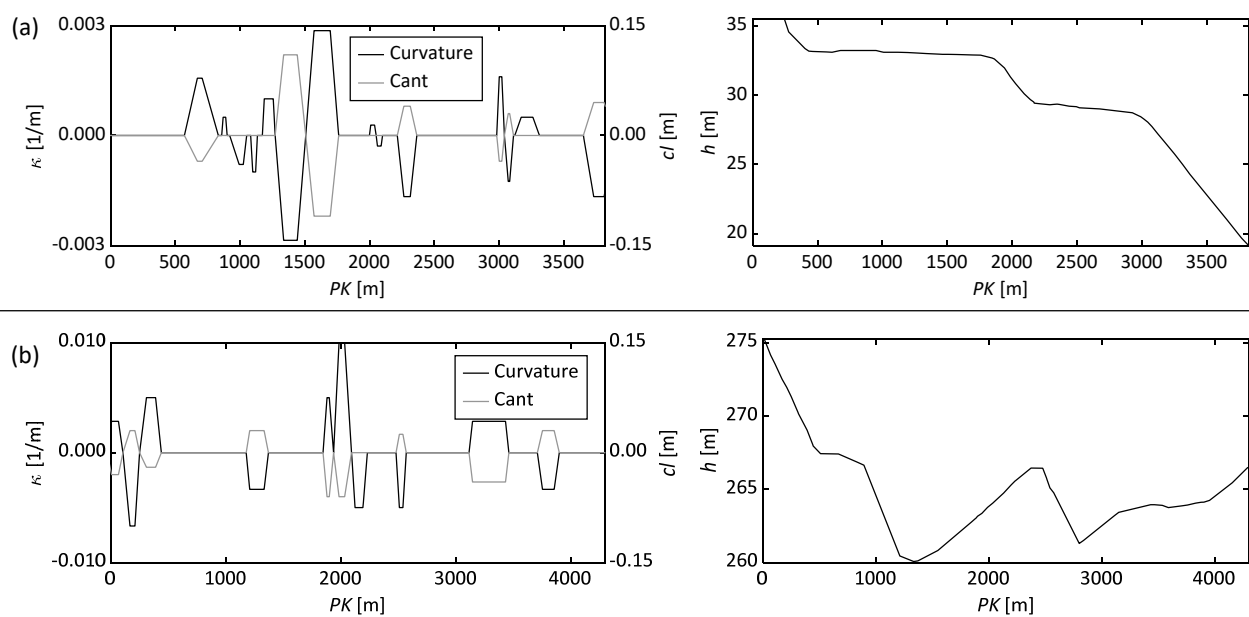 (a)
0.003
0.000
-0.003
κ [1/m]
Curvature
Cant
0.15
0.00
-0.15
cl [m]
0 500 1000 1500 2000 2500 3000 3500
PK [m]
35
30
25
20
h [m]
0 500 1000 1500 2000 2500 3000 3500
PK [m]
(b)
0.010
0.000
-0.010
κ [1/m]
Curvature
Cant
0.15
0.00
-0.15
cl [m]
0 1000 2000 3000 4000
PK [m]
275
270
265
260
h [m]
0 1000 2000 3000 4000
PK [m]